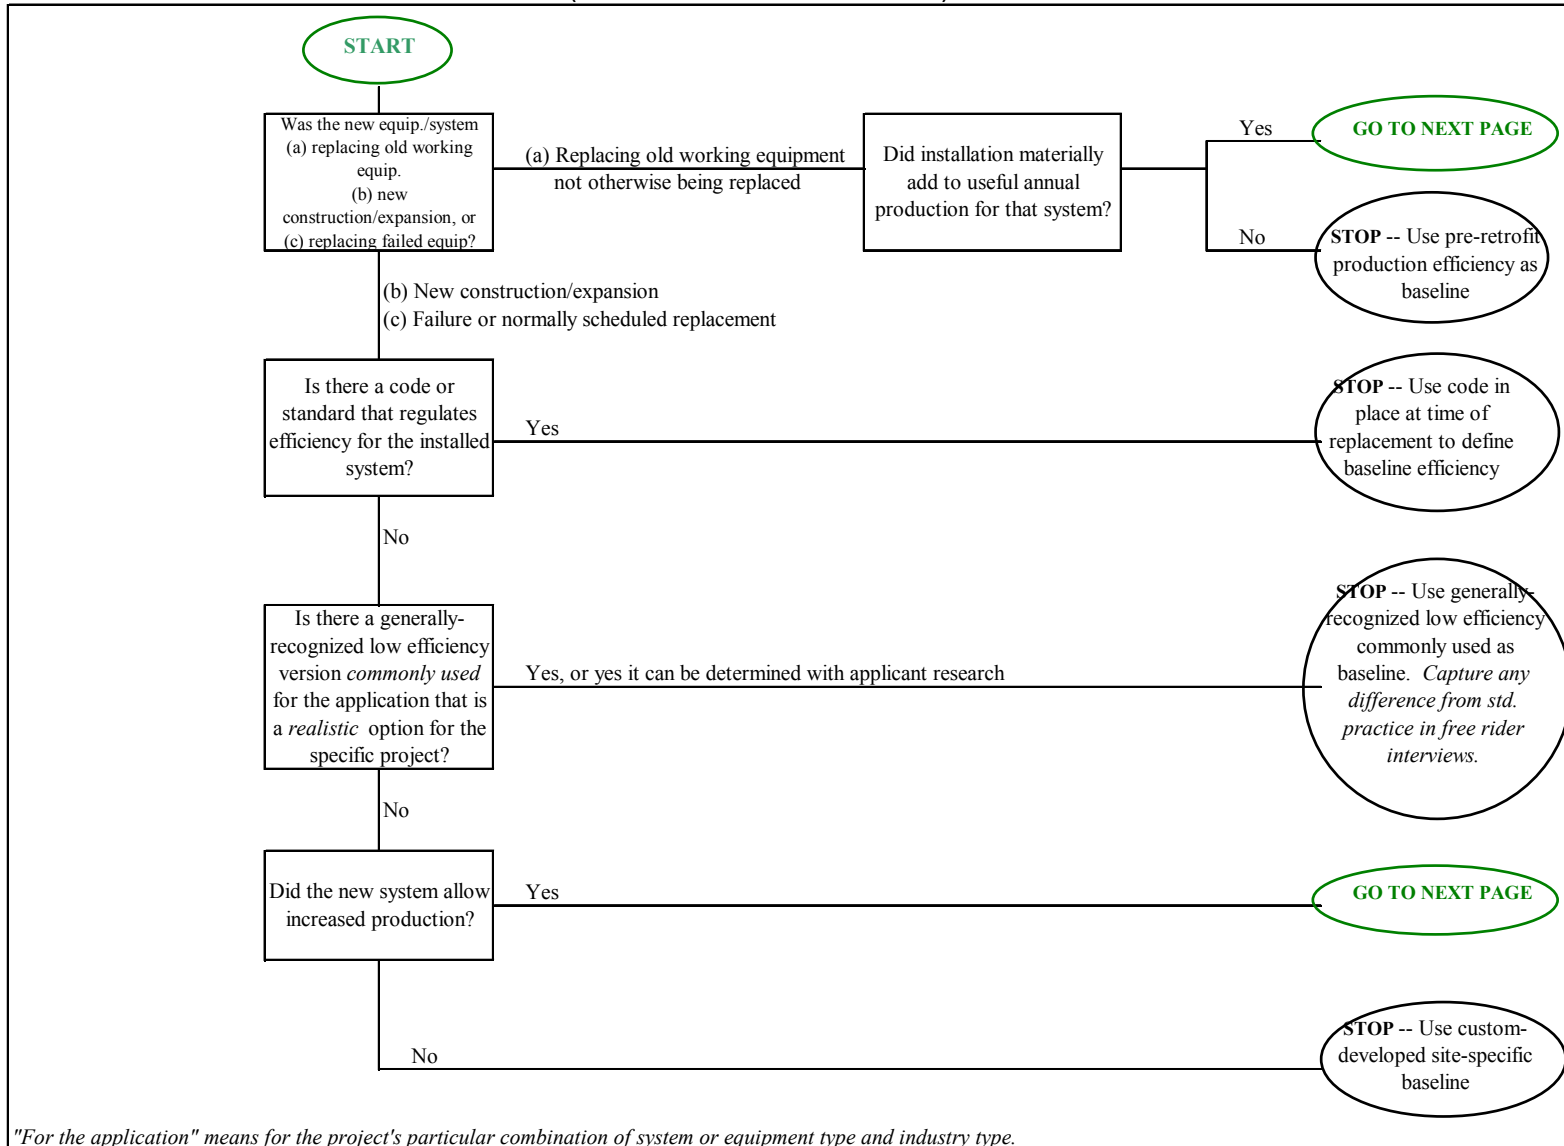 START
Was the new equip./system
(a) replacing old working
equip.
(b) new
construction/expansion, or
(c) replacing failed equip?
(a) Replacing old working equipment
not otherwise being replaced
Did installation materially
add to useful annual
production for that system?
Yes
GO TO NEXT PAGE
No
STOP -- Use pre-retrofit
production efficiency as
baseline
(b) New construction/expansion
(c) Failure or normally scheduled replacement
Is there a code or
standard that regulates
efficiency for the installed
system?
Yes
STOP -- Use code in
place at time of
replacement to define
baseline efficiency
No
Is there a generally-
recognized low efficiency
version commonly used
for the application that is
a realistic option for the
specific project?
Yes, or yes it can be determined with applicant research
STOP -- Use generally-
recognized low efficiency
commonly used as
baseline. Capture any
difference from std.
practice in free rider
interviews.
No
Did the new system allow
increased production?
Yes
GO TO NEXT PAGE
No
STOP -- Use custom-
developed site-specific
baseline
"For the application" means for the project's particular combination of system or equipment type and industry type.